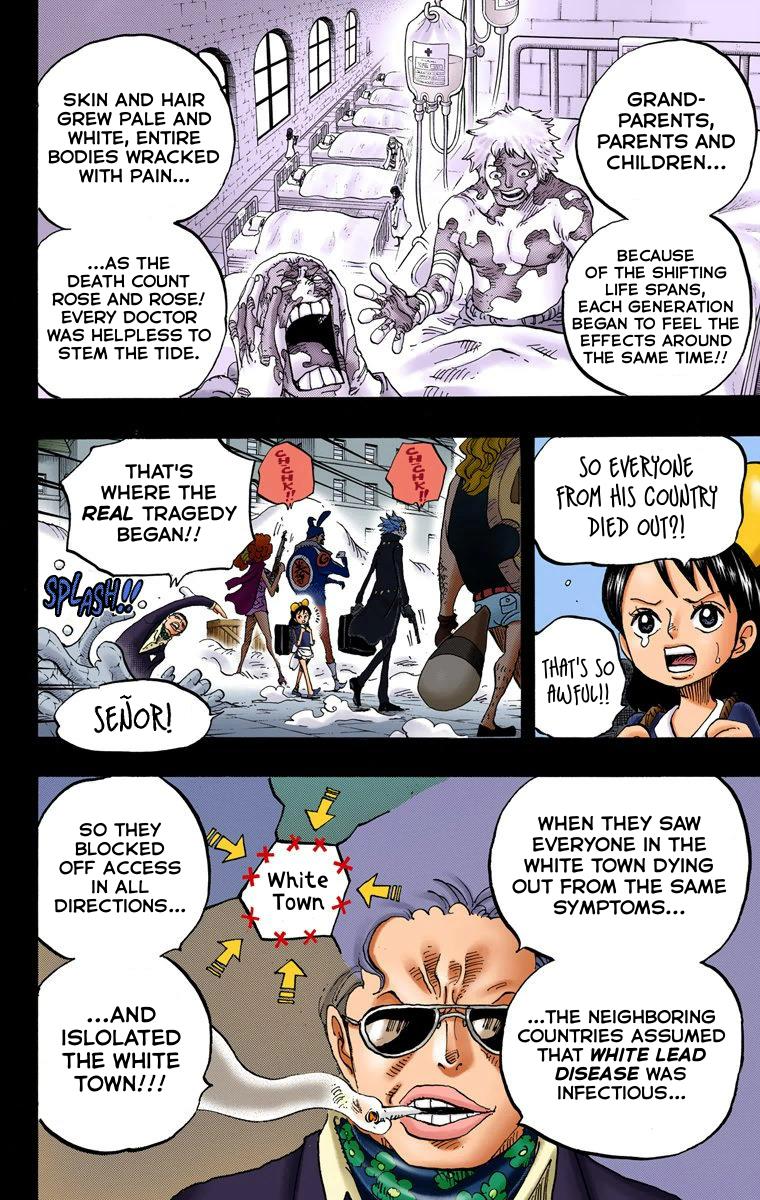 GRAND-
PARENTS,
PARENTS AND
CHILDREN...
BECAUSE
OF THE SHIFTING
LIFE SPANS,
EACH GENERATION
BEGAN TO FEEL THE
EFFECTS AROUND
THE SAME TIME!!
SKIN AND HAIR
GREW PALE AND
WHITE, ENTIRE
BODIES WRACKED
WITH PAIN...
...AS THE
DEATH COUNT
ROSE AND ROSE!
EVERY DOCTOR
WAS HELPLESS TO
STEM THE TIDE.
SO EVERYONE
FROM HIS COUNTRY
DIED OUT?!
THAT'S SO
AWFUL!!
CH-CHK!!
CH-CHK!!
THAT'S
WHERE THE
REAL TRAGEDY
BEGAN!!
SPLASH!!
SEÑOR!
WHEN THEY SAW
EVERYONE IN THE
WHITE TOWN DYING
OUT FROM THE SAME
SYMPTOMS...
...THE NEIGHBORING
COUNTRIES ASSUMED
THAT WHITE LEAD
DISEASE WAS
INFECTIOUS...
White
Town
SO THEY
BLOCKED
OFF ACCESS
IN ALL
DIRECTIONS...
...AND
ISLOLATED
THE WHITE
TOWN!!!